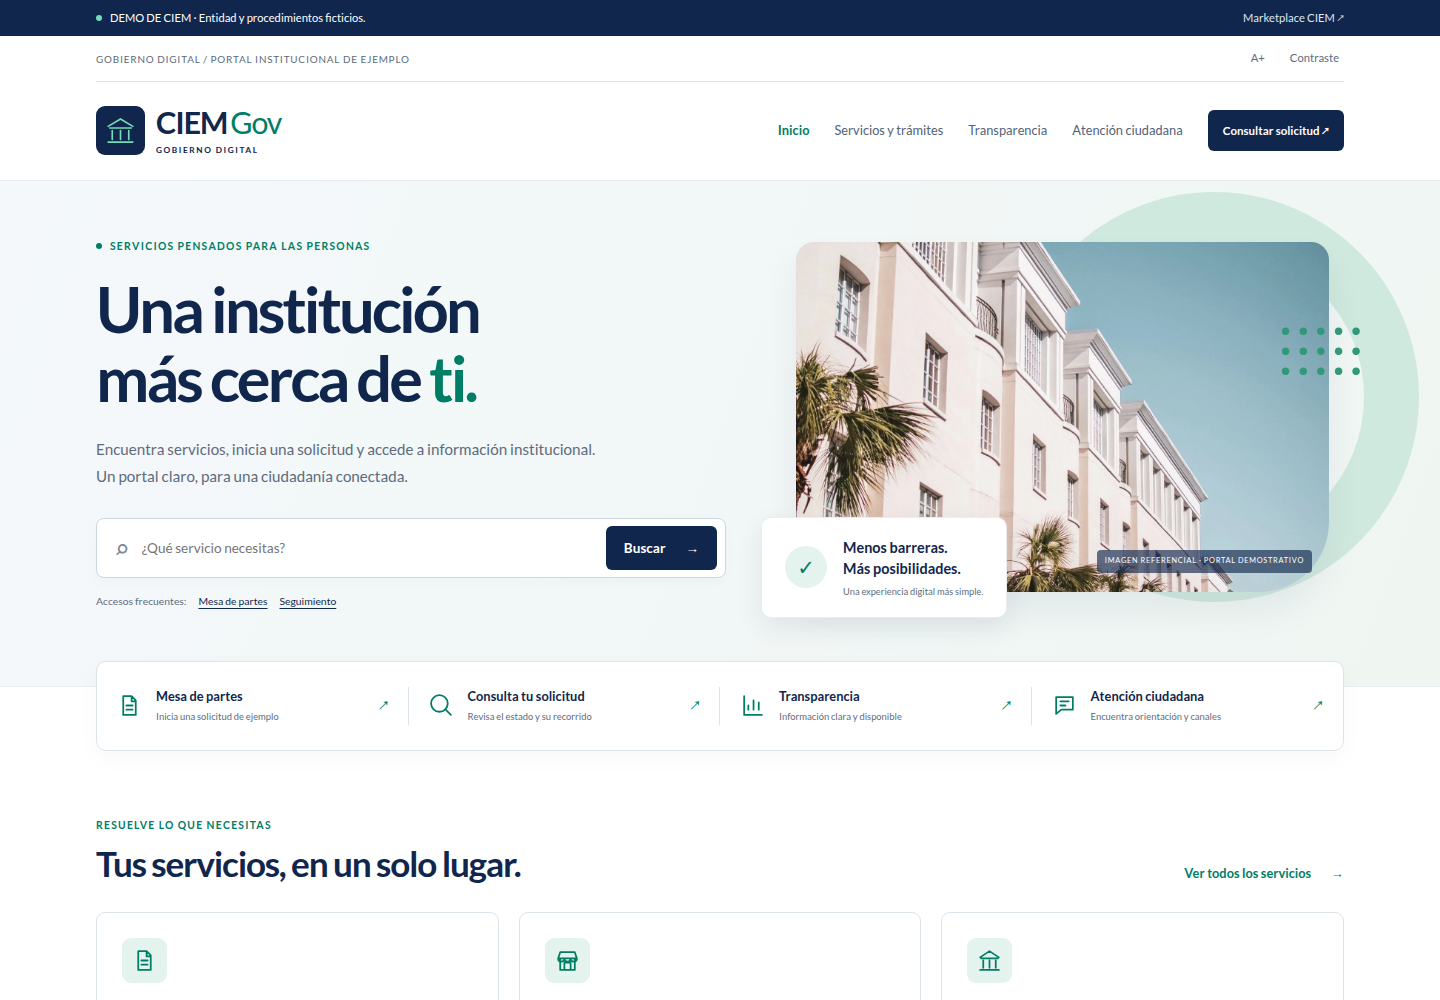 DEMO DE CIEM · Entidad y procedimientos ficticios.
Marketplace CIEM ↗
GOBIERNO DIGITAL / PORTAL INSTITUCIONAL DE EJEMPLO
A+ Contraste
CIEM Gov
GOBIERNO DIGITAL
Inicio Servicios y trámites Transparencia Atención ciudadana Consultar solicitud ↗
SERVICIOS PENSADOS PARA LAS PERSONAS
Una institución
más cerca de ti.
Encuentra servicios, inicia una solicitud y accede a información institucional.
Un portal claro, para una ciudadanía conectada.
¿Qué servicio necesitas?
Buscar →
Accesos frecuentes: Mesa de partes Seguimiento
Menos barreras.
Más posibilidades.
Una experiencia digital más simple.
IMAGEN REFERENCIAL · PORTAL DEMOSTRATIVO
Mesa de partes ↗
Inicia una solicitud de ejemplo
Consulta tu solicitud ↗
Revisa el estado y su recorrido
Transparencia ↗
Información clara y disponible
Atención ciudadana ↗
Encuentra orientación y canales
RESUELVE LO QUE NECESITAS
Tus servicios, en un solo lugar.
Ver todos los servicios →